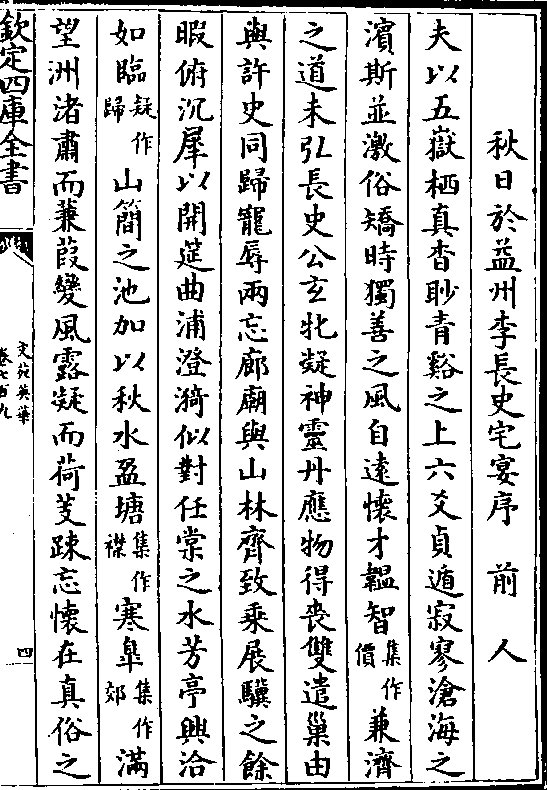 秋日於益州李長史宅宴序　前人
夫以五嶽栖真杳眇青谿之上六爻貞遁寂寥滄海之
濵斯並激俗矯時獨善之風自逺懷才韞智集作價兼濟
之道未弘長史公玄牝凝神靈丹應物得喪雙遣巢由
與許史同歸寵辱兩忘廊廟與山林齊致乘展驥之餘
暇俯沉犀以開筵曲浦澄漪似對任棠之水芳亭興洽
如臨疑作歸山簡之池加以秋水盈塘集作襟寒臯集作郊滿
望洲渚肅而蒹葭變風露凝而荷芰踈忘懷在真俗之
欽定四庫全書
文苑英華
卷七百九
四